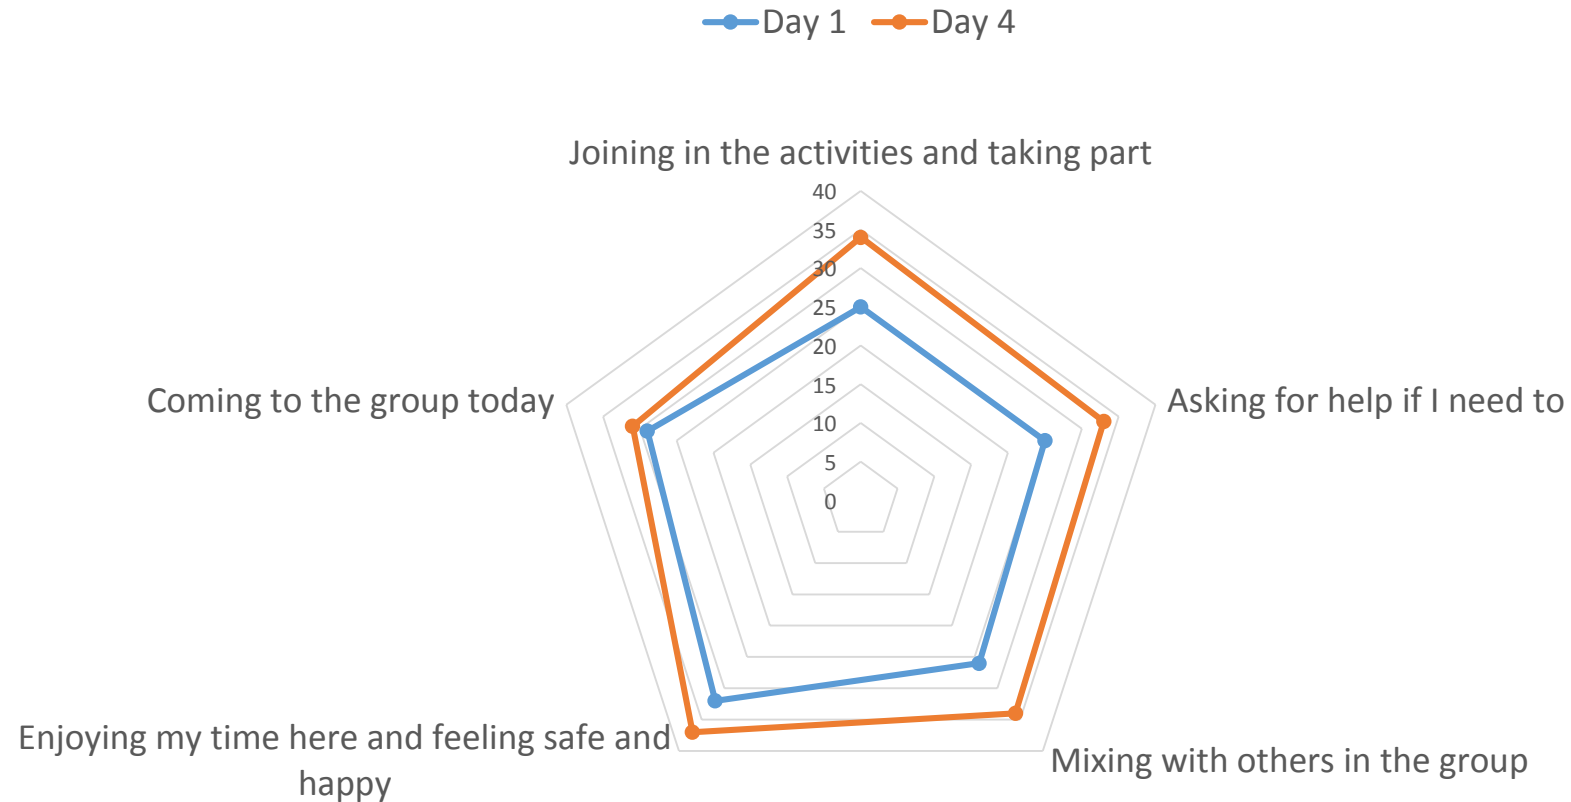 Day 1 Day 4
Joining in the activities and taking part
40
35
30
25
20
15
10
5
0
Asking for help if I need to
Mixing with others in the group
Enjoying my time here and feeling safe and
happy
Coming to the group today